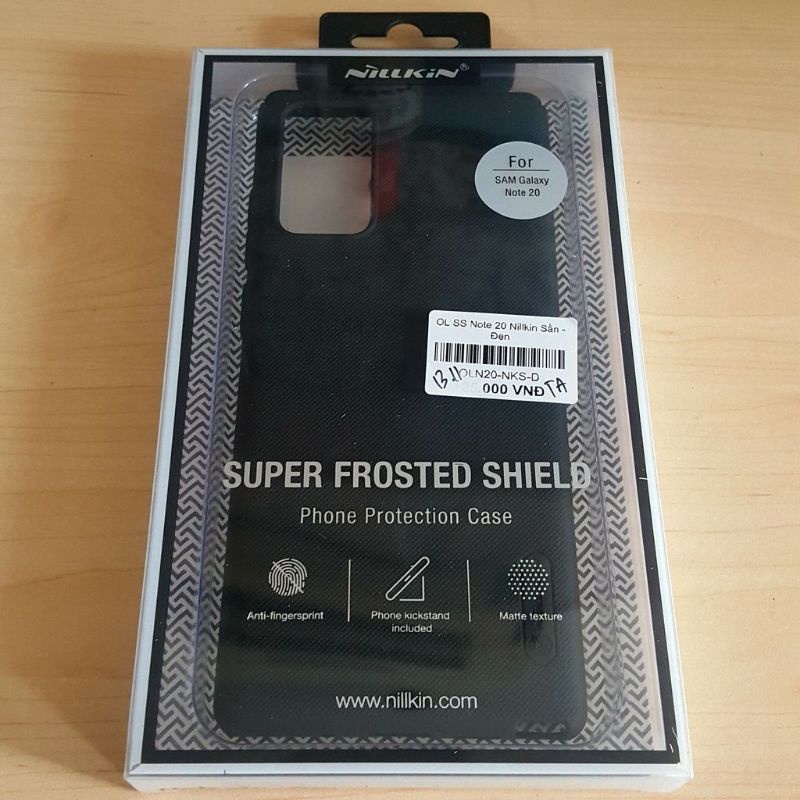 NILLKIN®
For
SAM Galaxy
Note 20
OL SS Note 20 Nillkin Sần -
Đen
OLN20-NKS-D
.000 VNĐ
TA
SUPER FROSTED SHIELD
Phone Protection Case
Anti-fingersprint
Phone kickstand
included
Matte texture
www.nillkin.com